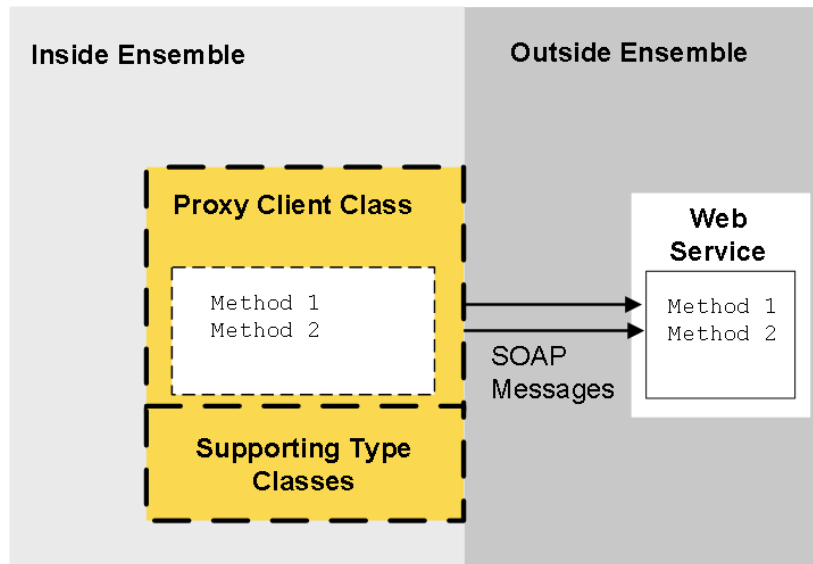 Inside Ensemble
Outside Ensemble
Proxy Client Class
Method 1
Method 2
Supporting Type
Classes
SOAP
Messages
Web
Service
Method 1
Method 2